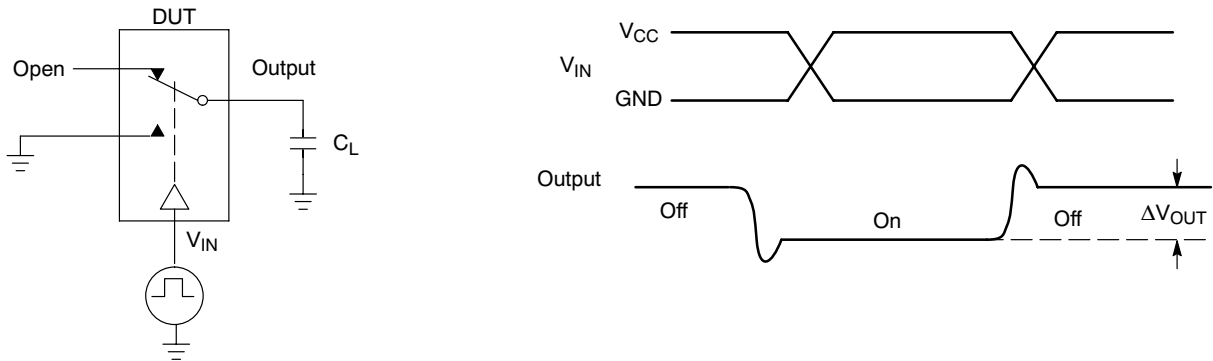 DUT
Open
Output
C_L
V_IN
V_CC
V_IN
GND
Output
Off
On
Off
ΔV_OUT